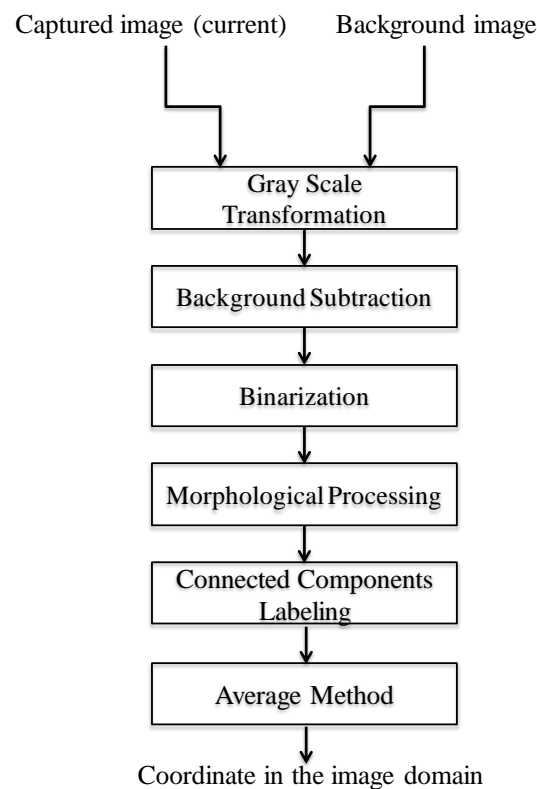 Captured image (current)
Background image
Gray Scale
Transformation
Background Subtraction
Binarization
Morphological Processing
Connected Components
Labeling
Average Method
Coordinate in the image domain